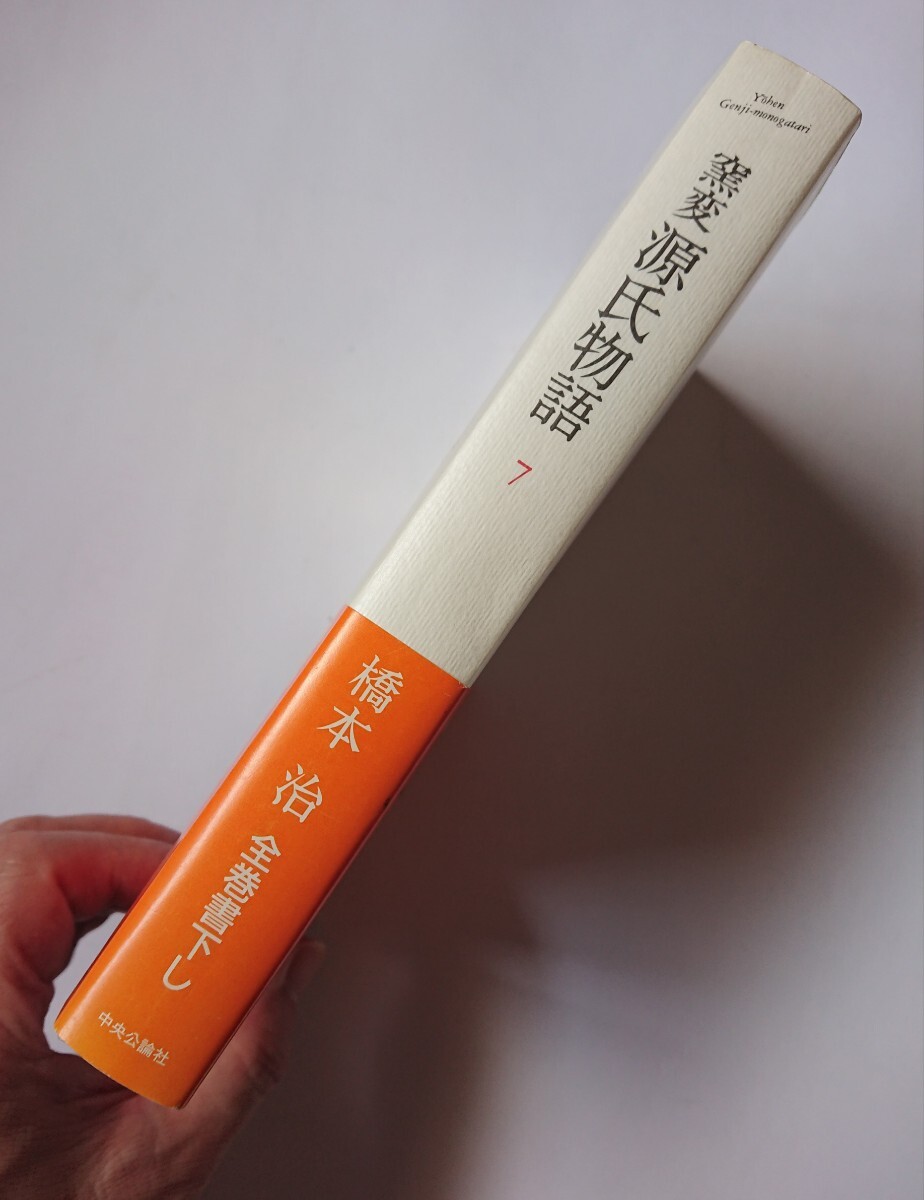 Yōhen
Genji-monogatari
窯変 源氏物語
7
橋本 治
全巻書下し
中央公論社